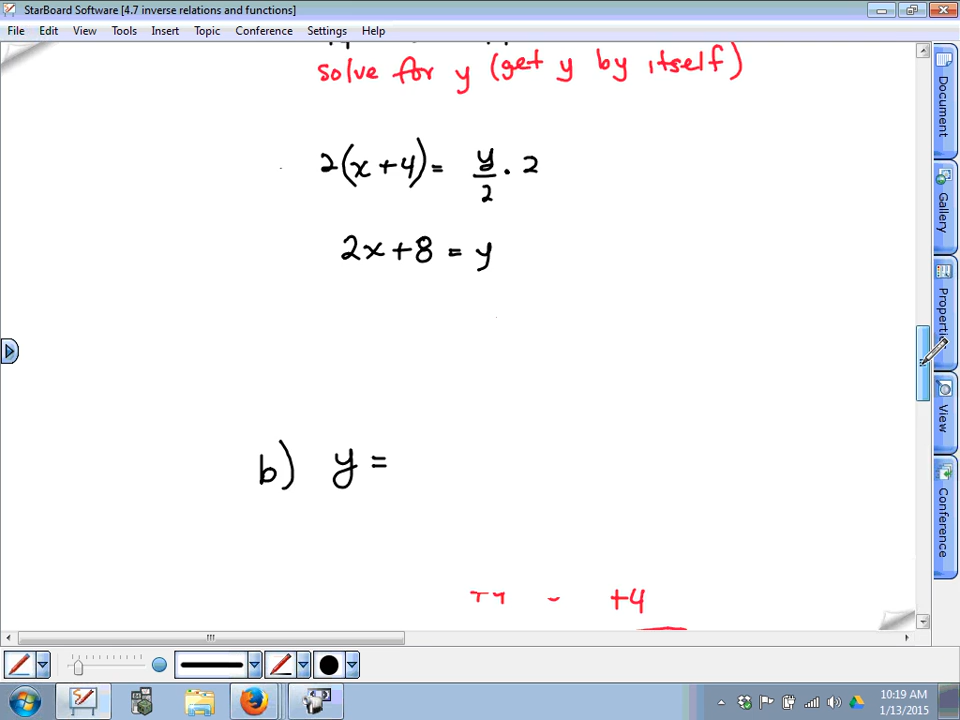 StarBoard Software [4.7 inverse relations and functions]
File Edit View Tools Insert Topic Conference Settings Help
solve for y (get y by itself)
2(x+4) = y/2 · 2
2x+8 = y
b) y =
+4
Document
Gallery
Properties
View
Conference
10:19 AM
1/13/2015